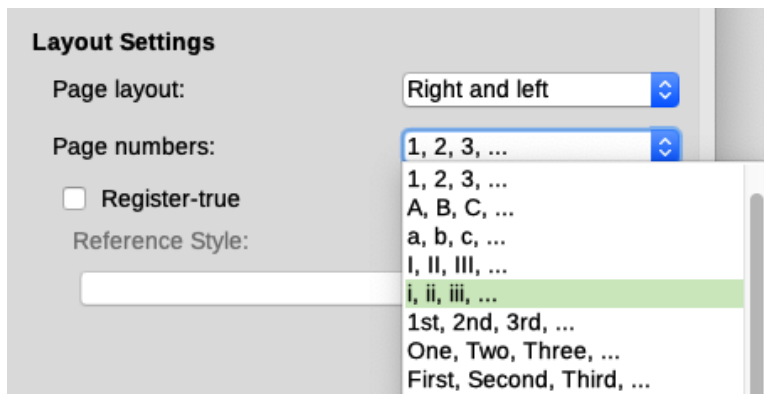 Layout Settings
Page layout: Right and left
Page numbers: 1, 2, 3, ...
1, 2, 3, ...
Register-true
A, B, C, ...
a, b, c, ...
Reference Style:
I, II, III, ...
i, ii, iii, ...
1st, 2nd, 3rd, ...
One, Two, Three, ...
First, Second, Third, ...